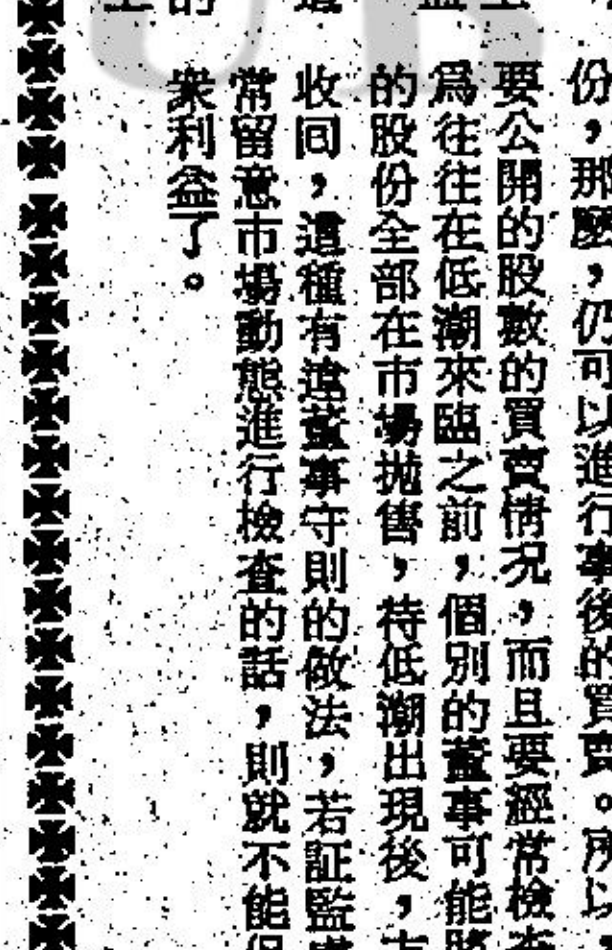 份，那麽，仍可以進行事後的買賣。所以
要公開的股數的買賣情况，而且要經常檢查
爲往往在低潮來臨之前，個別的董事可能將
的股份全部在市場拋售，待低潮出現後，
收回，這種有違董事守則的做法，若証監
常留意市場動態進行檢查的話，則就不能
衆利益了。